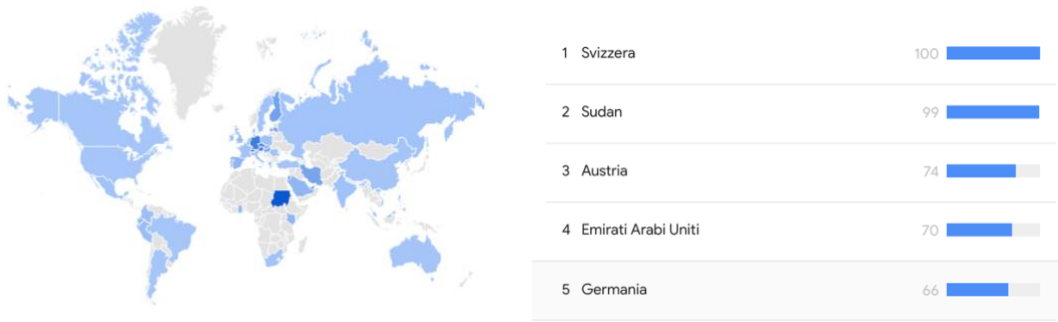 1 Svizzera 100
2 Sudan 99
3 Austria 74
4 Emirati Arabi Uniti 70
5 Germania 66